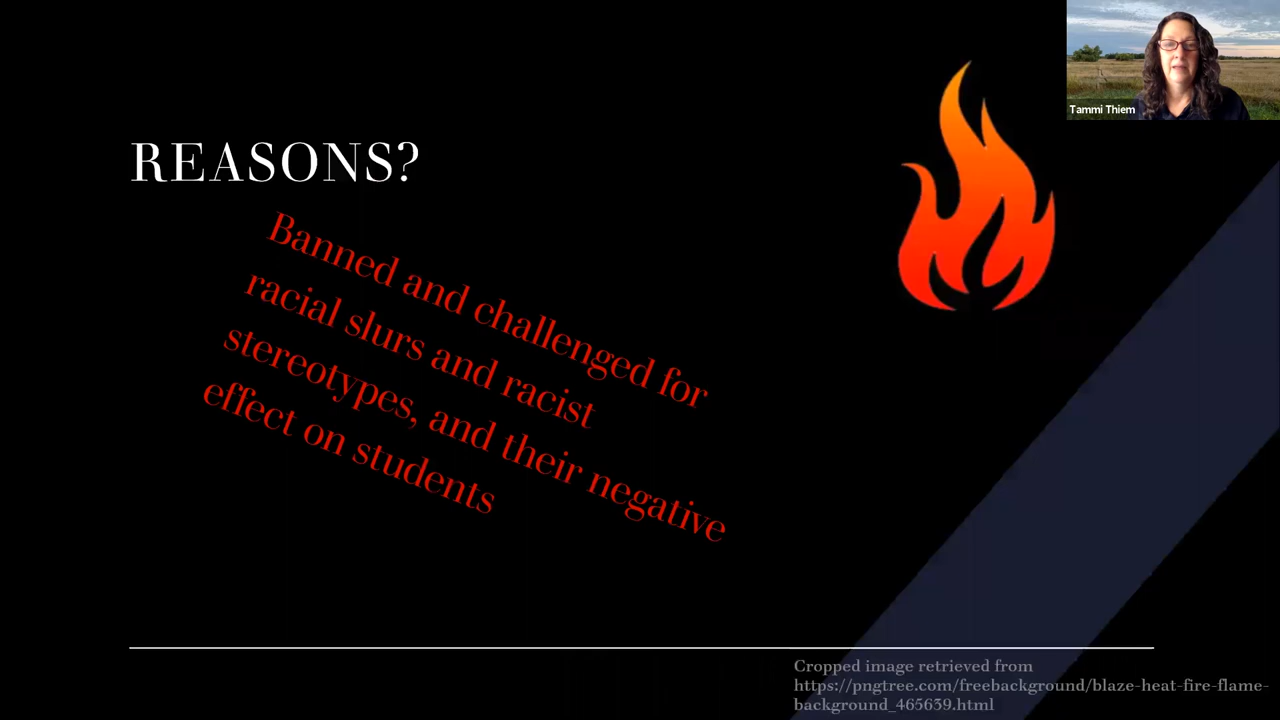 Tammi Thiem
REASONS?
Banned and challenged for
racial slurs and racist
stereotypes, and their negative
effect on students
Cropped image retrieved from
https://pngtree.com/freebackground/blaze-heat-fire-flame-
background_465639.html